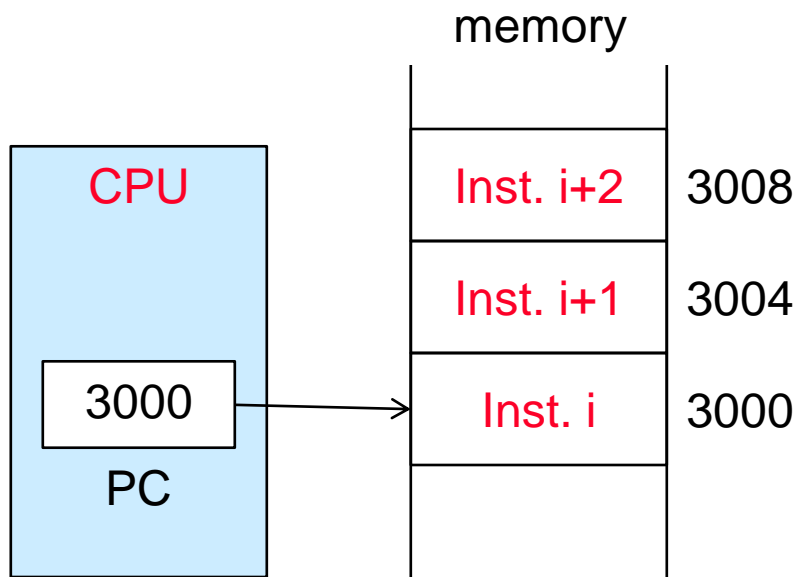 memory
CPU
Inst. i+2 3008
Inst. i+1 3004
3000
Inst. i 3000
PC